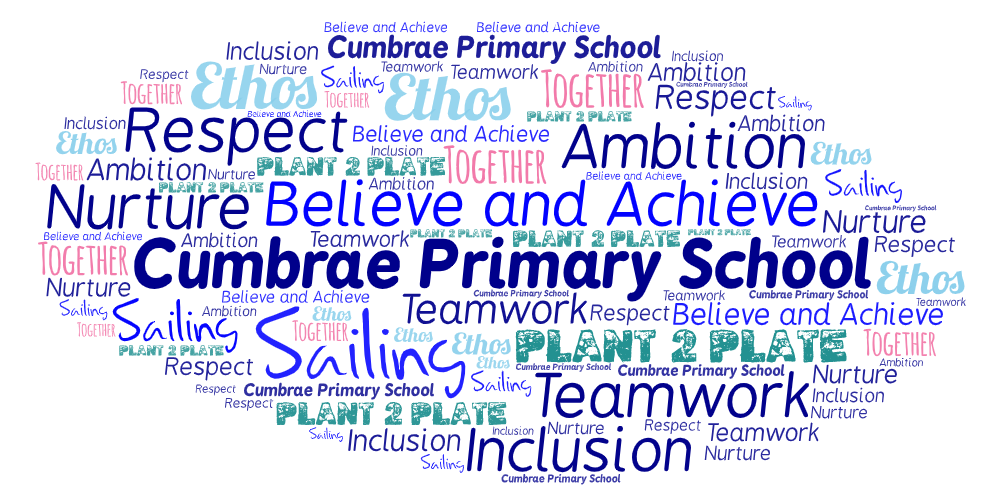 Believe and Achieve Believe and Achieve
Inclusion Cumbrae Primary School Inclusion
Respect Nurture Sailing Teamwork Teamwork Ambition Ambition
Together Ethos Together Ethos Together Cumbrae Primary School Respect Sailing
Believe and Achieve PLANT 2 PLATE
Inclusion Respect Believe and Achieve Ambition Ambition
Ethos Inclusion Ethos
Together Ambition Nurture PLANT 2 PLATE Together Believe and Achieve Inclusion Sailing
PLANT 2 PLATE Ambition
Nurture Believe and Achieve Cumbrae Primary School Nurture
Believe and Achieve Ambition Teamwork PLANT 2 PLATE PLANT 2 PLATE PLANT 2 PLATE Teamwork Respect
Together Cumbrae Primary School Ethos
Nurture Believe and Achieve Cumbrae Primary School Teamwork Cumbrae Primary School Teamwork
Sailing Ambition Teamwork Respect Believe and Achieve
Together Sailing Ethos Together Ethos Ethos PLANT 2 PLATE Together
PLANT 2 PLATE Sailing Ethos Ambition
Respect Cumbrae Primary School Cumbrae Primary School Nurture
Respect Cumbrae Primary School Sailing Teamwork Inclusion
Respect PLANT 2 PLATE Nurture
Sailing Inclusion Inclusion Nurture Respect Teamwork
Sailing Inclusion Nurture
Cumbrae Primary School